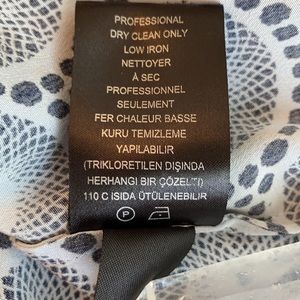 PROFESSIONAL
DRY CLEAN ONLY
LOW IRON
NETTOYER
À SEC
PROFESSIONNEL
SEULEMENT
FER CHALEUR BASSE
KURU TEMIZLEME
YAPILABILIR
(TRIKLORETILEN DIŞINDA
HERHANGI BIR ÇÖZELTI)
110 C ISIDA ÜTÜLENEBILIR
P